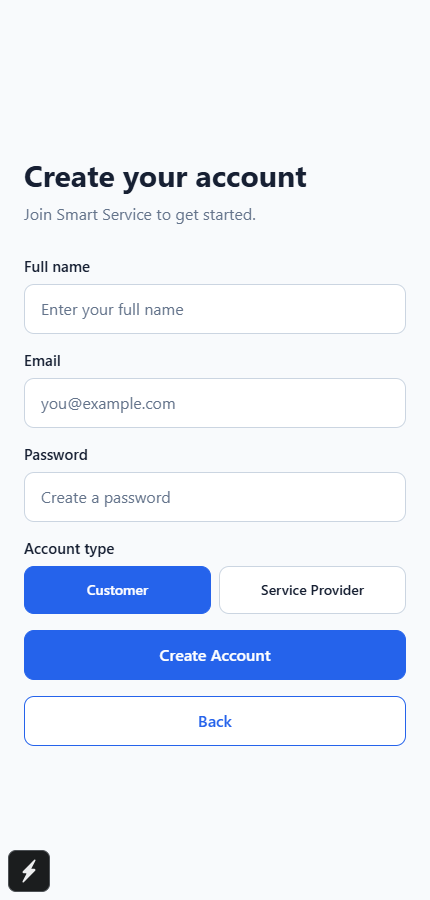 Create your account
Join Smart Service to get started.
Full name
Enter your full name
Email
you@example.com
Password
Create a password
Account type
Customer
Service Provider
Create Account
Back